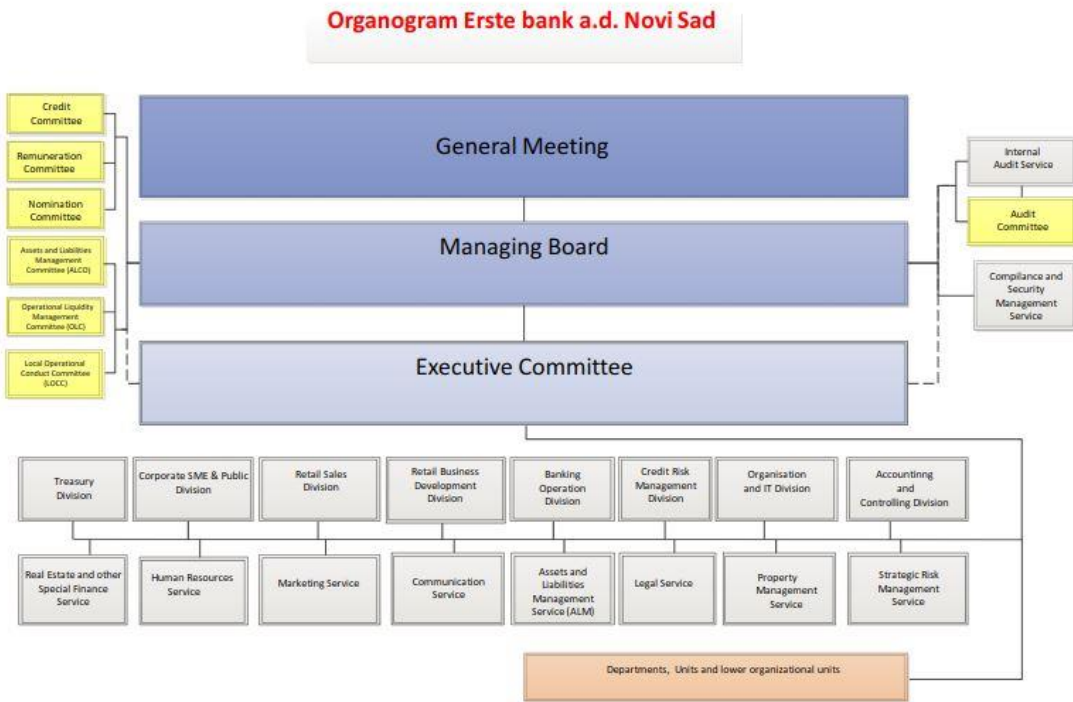 Organogram Erste bank a.d. Novi Sad
Credit
Committee
Remuneration
Committee
Nomination
Committee
Assets and Liabilities
Management
Committee (ALCO)
Operational Liquidity
Management
Committee (OLC)
Local Operational
Conduct Committee
(LOCC)
General Meeting
Managing Board
Executive Committee
Internal
Audit Service
Audit
Committee
Compilance and
Security
Management
Service
Treasury
Division
Corporate SME & Public
Division
Retail Sales
Division
Retail Business
Development
Division
Banking
Operation
Division
Credit Risk
Management
Division
Organisation
and IT Division
Accountinng
and
Controlling Division
Real Estate and other
Special Finance
Service
Human Resources
Service
Marketing Service
Communication
Service
Assets and
Liabilities
Management
Service (ALM)
Legal Service
Property
Management
Service
Strategic Risk
Management
Service
Departments, Units and lower organizational units